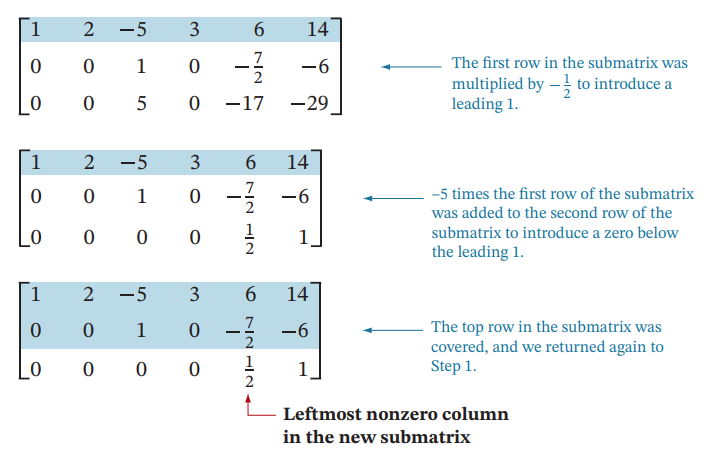 1 2 −5 3 6 14
0 0 1 0 −7/2 −6
0 0 5 0 −17 −29
The first row in the submatrix was
multiplied by −1/2 to introduce a
leading 1.
1 2 −5 3 6 14
0 0 1 0 −7/2 −6
0 0 0 0 1/2 1
−5 times the first row of the submatrix
was added to the second row of the
submatrix to introduce a zero below
the leading 1.
1 2 −5 3 6 14
0 0 1 0 −7/2 −6
0 0 0 0 1/2 1
The top row in the submatrix was
covered, and we returned again to
Step 1.
Leftmost nonzero column
in the new submatrix